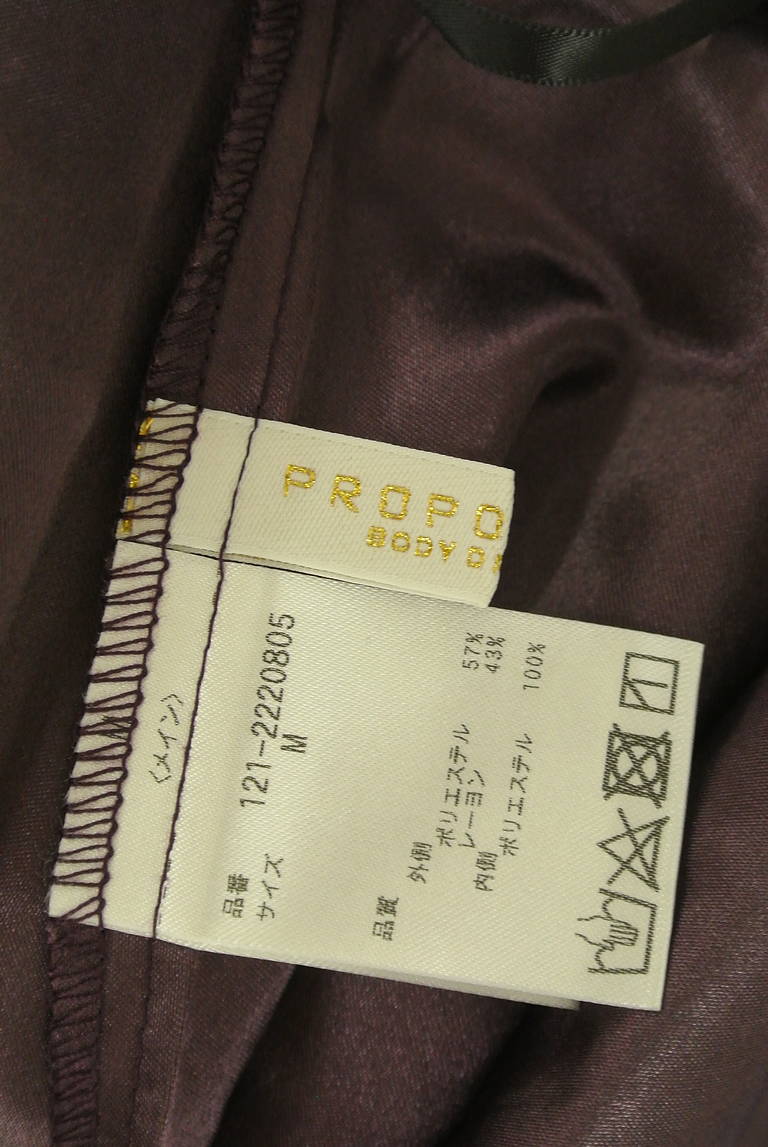 PROPO
BODY D
〈メイン〉
品番 121-2220805
サイズ M
品質
外側 ポリエステル 57%
レーヨン 43%
内側 ポリエステル 100%